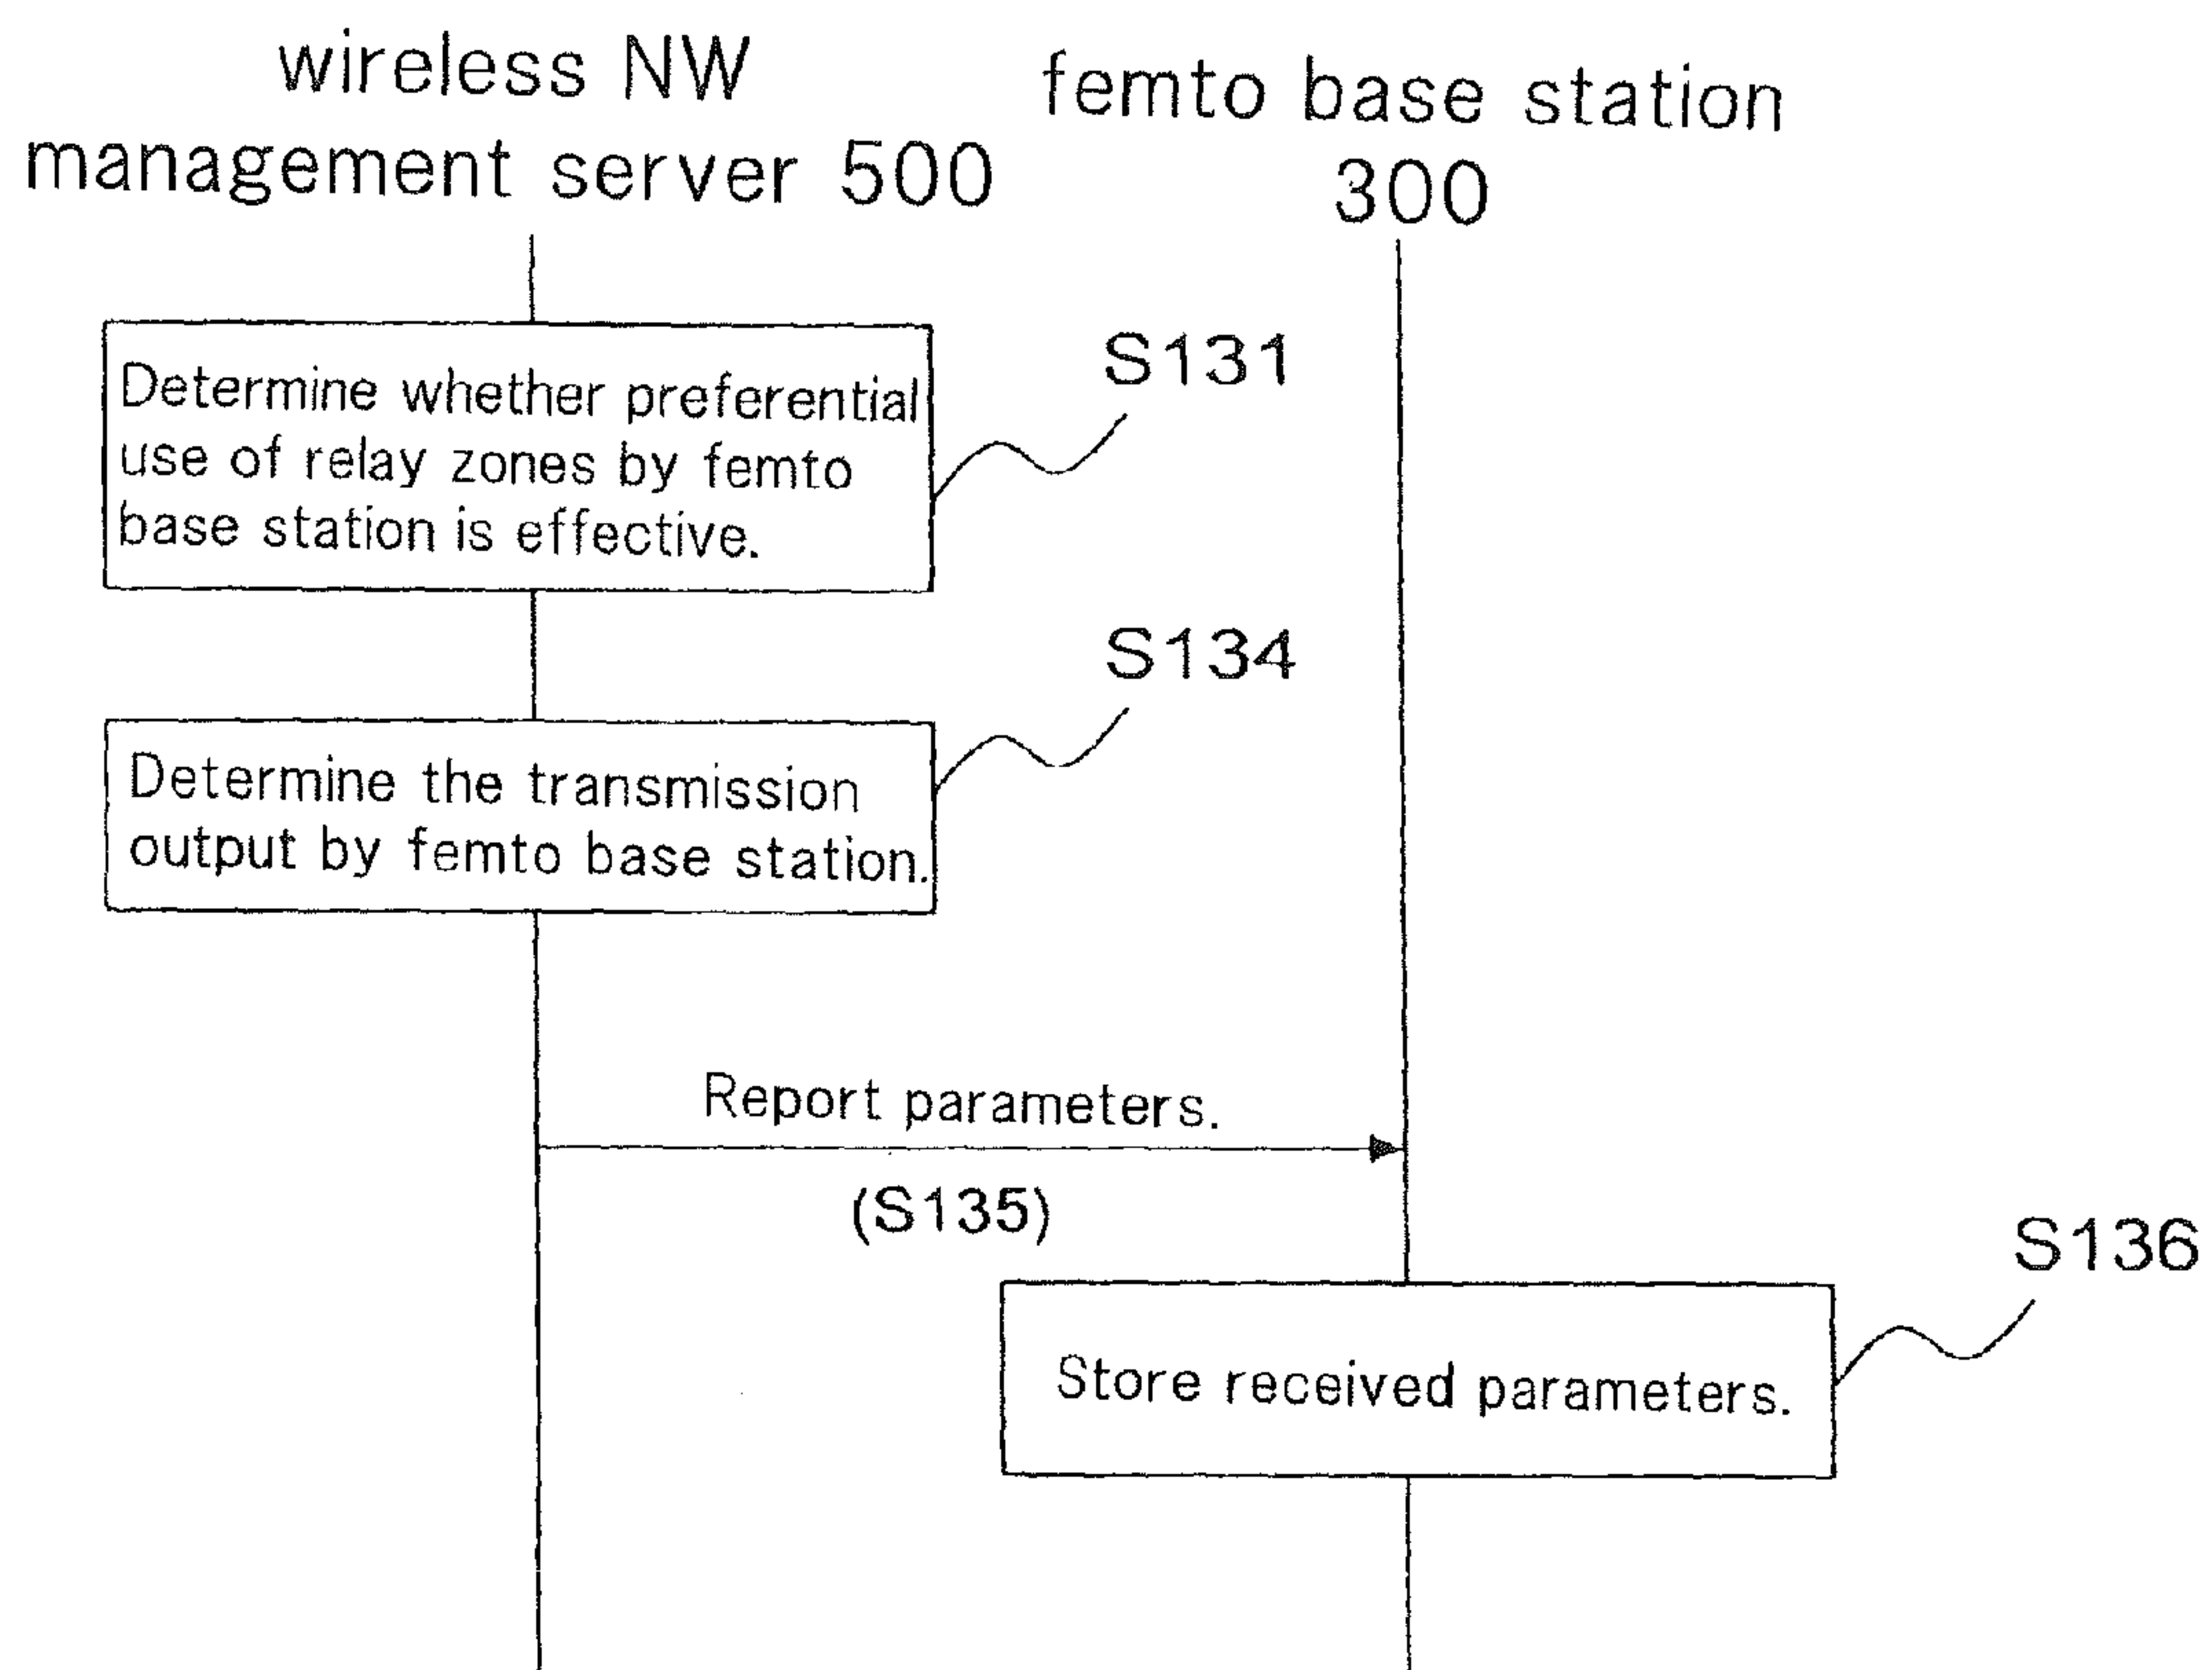 wireless NW
management server 500
femto base station
300
Determine whether preferential
use of relay zones by femto
base station is effective.
S131
S134
Determine the transmission
output by femto base station.
Report parameters.
(S135)
S136
Store received parameters.